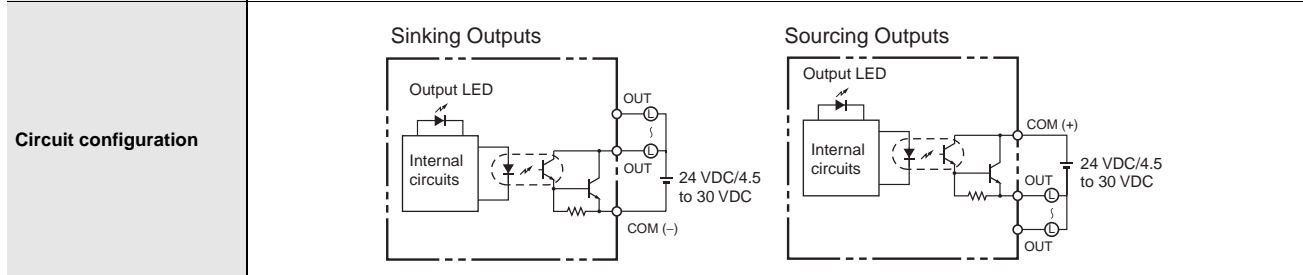 Circuit configuration
Sinking Outputs
Output LED
Internal
circuits
OUT
L
L
OUT
24 VDC/4.5
to 30 VDC
COM (−)
Sourcing Outputs
Output LED
Internal
circuits
COM (+)
24 VDC/4.5
to 30 VDC
OUT
L
L
OUT